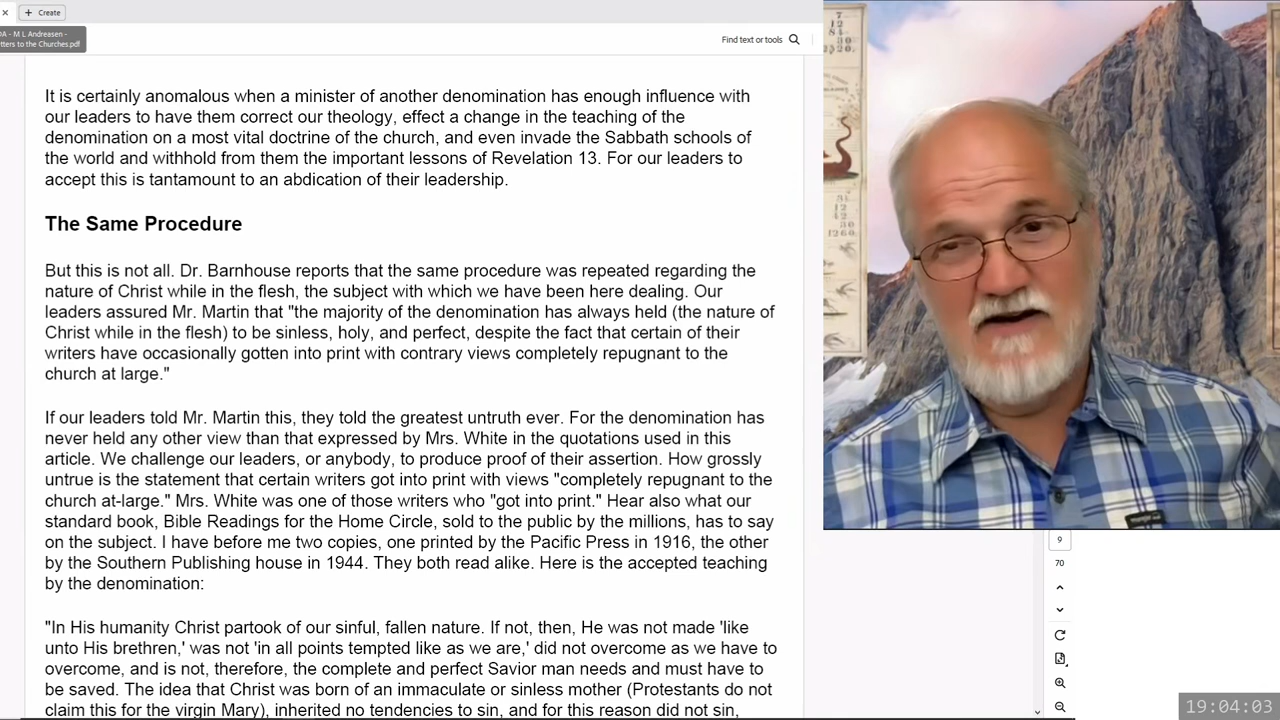 Create
DA - M L Andreasen -
tters to the Churches.pdf
Find text or tools
It is certainly anomalous when a minister of another denomination has enough influence with
our leaders to have them correct our theology, effect a change in the teaching of the
denomination on a most vital doctrine of the church, and even invade the Sabbath schools of
the world and withhold from them the important lessons of Revelation 13. For our leaders to
accept this is tantamount to an abdication of their leadership.
The Same Procedure
But this is not all. Dr. Barnhouse reports that the same procedure was repeated regarding the
nature of Christ while in the flesh, the subject with which we have been here dealing. Our
leaders assured Mr. Martin that "the majority of the denomination has always held (the nature of
Christ while in the flesh) to be sinless, holy, and perfect, despite the fact that certain of their
writers have occasionally gotten into print with contrary views completely repugnant to the
church at large."
If our leaders told Mr. Martin this, they told the greatest untruth ever. For the denomination has
never held any other view than that expressed by Mrs. White in the quotations used in this
article. We challenge our leaders, or anybody, to produce proof of their assertion. How grossly
untrue is the statement that certain writers got into print with views "completely repugnant to the
church at-large." Mrs. White was one of those writers who "got into print." Hear also what our
standard book, Bible Readings for the Home Circle, sold to the public by the millions, has to say
on the subject. I have before me two copies, one printed by the Pacific Press in 1916, the other
by the Southern Publishing house in 1944. They both read alike. Here is the accepted teaching
by the denomination:
"In His humanity Christ partook of our sinful, fallen nature. If not, then, He was not made 'like
unto His brethren,' was not 'in all points tempted like as we are,' did not overcome as we have to
overcome, and is not, therefore, the complete and perfect Savior man needs and must have to
be saved. The idea that Christ was born of an immaculate or sinless mother (Protestants do not
claim this for the virgin Mary), inherited no tendencies to sin, and for this reason did not sin,
7
12
30
2520
12
42
30
1260
9
70
19:04:03